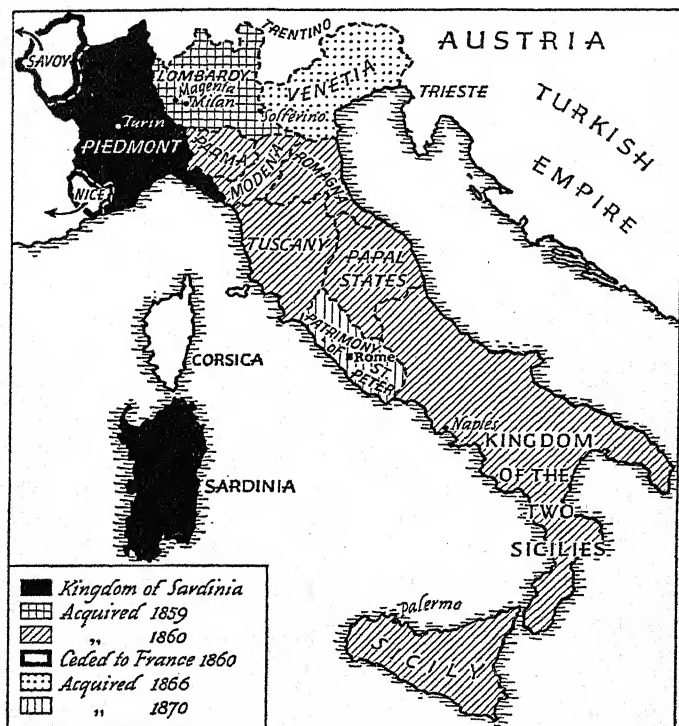 TRENTINO
AUSTRIA
SAVOY
LOMBARDY
Magenta
Milan
VENETIA
Solferino
TRIESTE
TURKISH
EMPIRE
Turin
PIEDMONT
PARMA
MODENA
ROMAGNA
NICE
TUSCANY
PAPAL
STATES
PATRIMONY
OF
ST
PETER
Rome
CORSICA
SARDINIA
Naples
KINGDOM
OF THE
TWO
SICILIES
Palermo
SICILY
Kingdom of Sardinia
Acquired 1859
„ 1860
Ceded to France 1860
Acquired 1866
„ 1870